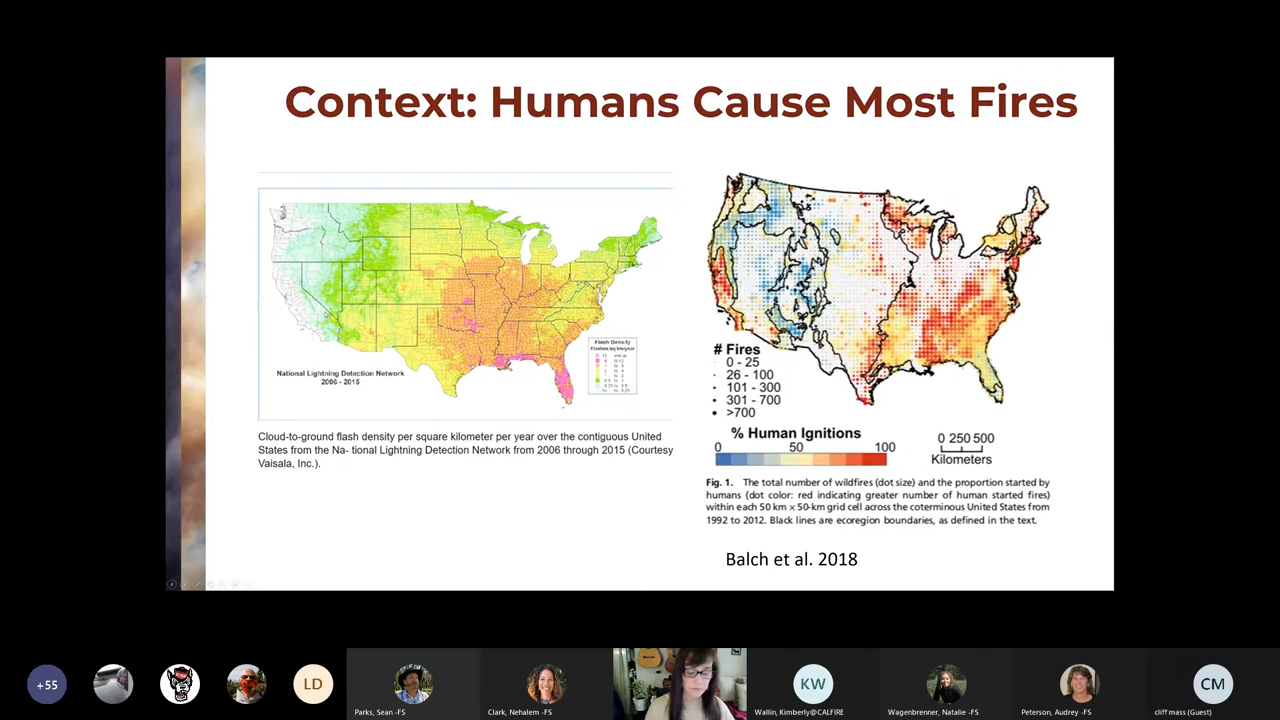 Context: Humans Cause Most Fires
National Lightning Detection Network
2006 - 2015
Flash Density
Cloud-to-ground flash density per square kilometer per year over the contiguous United
States from the Na- tional Lightning Detection Network from 2006 through 2015 (Courtesy
Vaisala, Inc.).
# Fires
0 - 25
26 - 100
101 - 300
301 - 700
>700
% Human Ignitions
0 50 100
0 250 500
Kilometers
Fig. 1. The total number of wildfires (dot size) and the proportion started by
humans (dot color: red indicating greater number of human started fires)
within each 50 km × 50-km grid cell across the coterminous United States from
1992 to 2012. Black lines are ecoregion boundaries, as defined in the text.
Balch et al. 2018
+55
LD
KW
CM
Parks, Sean -FS
Clark, Nehalem -FS
Wallin, Kimberly@CALFIRE
Wagenbrenner, Natalie -FS
Peterson, Audrey -FS
cliff mass (Guest)